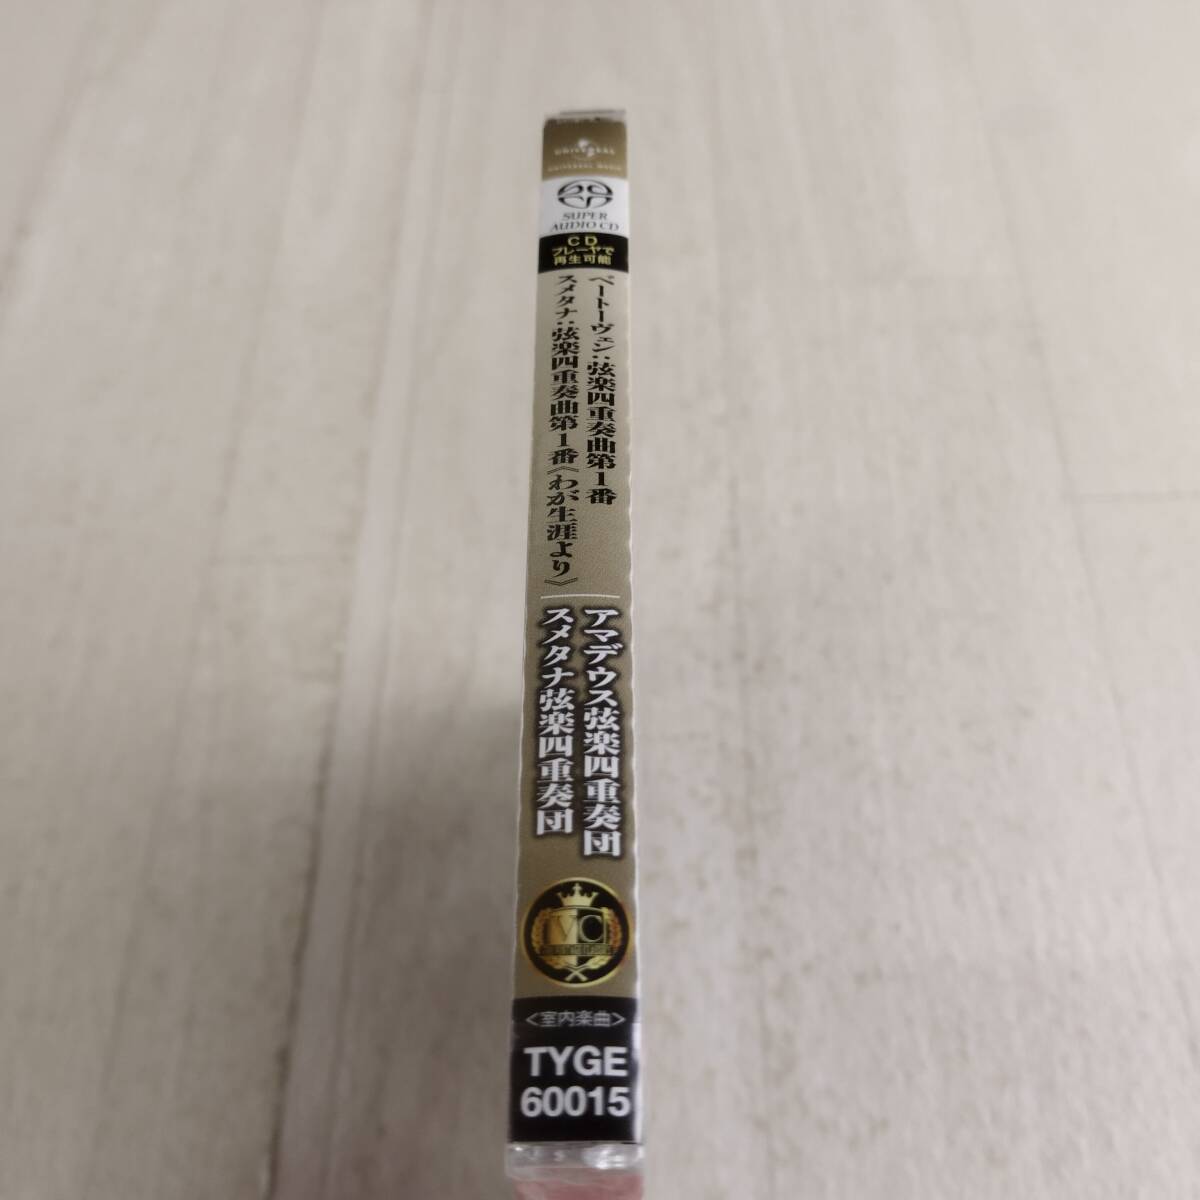 UNIVERSAL
UNIVERSAL MUSIC
SUPER
AUDIO CD
CD
プレーヤで
再生可能
ベートーヴェン:弦楽四重奏曲第1番
スメタナ:弦楽四重奏曲第1番《わが生涯より》
アマデウス弦楽四重奏団
スメタナ弦楽四重奏団
VC
<室内楽曲>
TYGE
60015